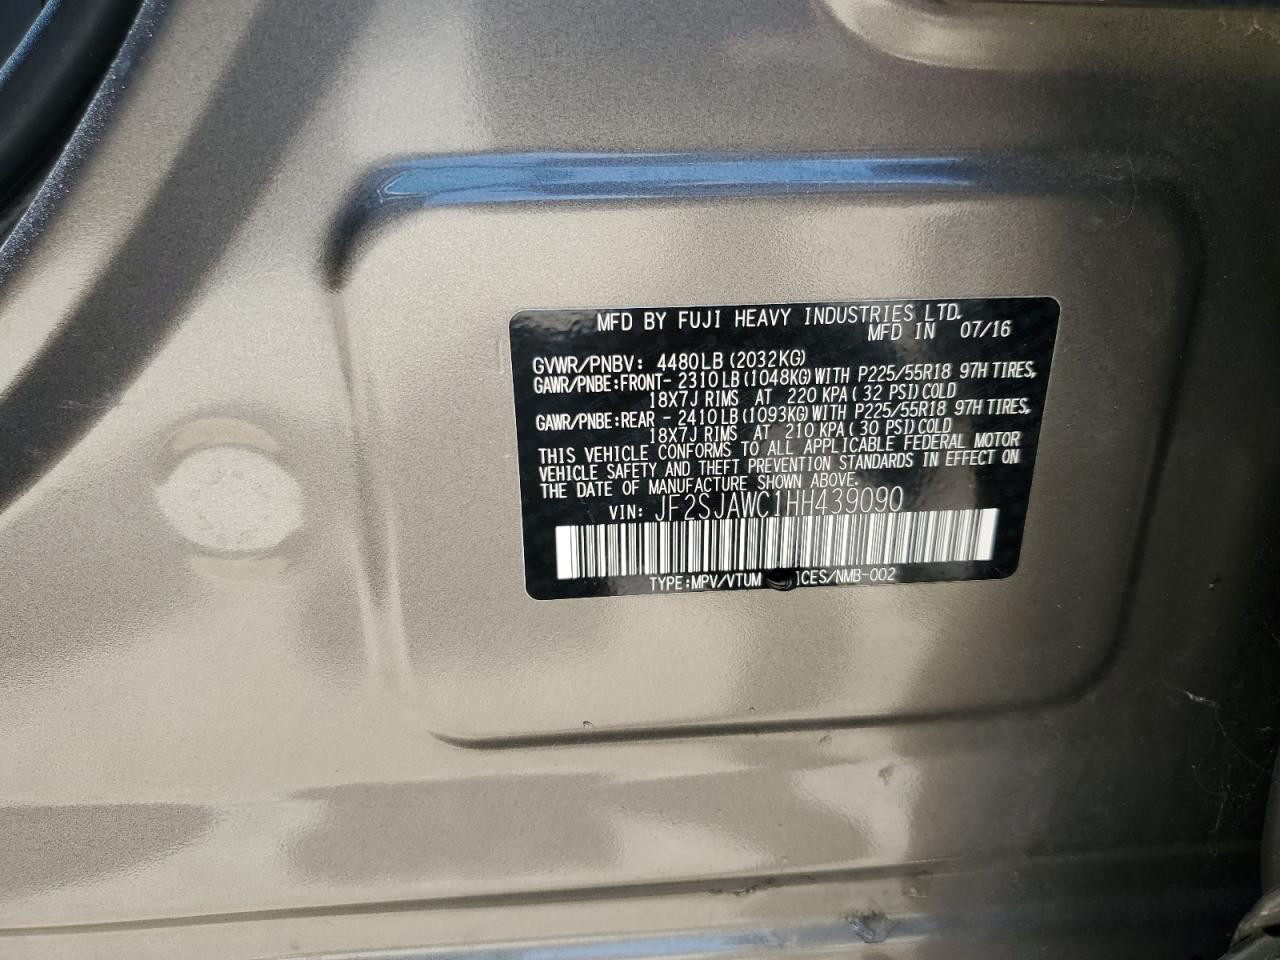 MFD BY FUJI HEAVY INDUSTRIES LTD.
MFD IN 07/16
GVWR/PNBV: 4480LB (2032KG)
GAWR/PNBE:FRONT- 2310LB (1048KG) WITH P225/55R18 97H TIRES,
18X7J RIMS AT 220 KPA ( 32 PSI) COLD
GAWR/PNBE:REAR - 2410LB (1093KG) WITH P225/55R18 97H TIRES,
18X7J RIMS AT 210 KPA ( 30 PSI) COLD
THIS VEHICLE CONFORMS TO ALL APPLICABLE FEDERAL MOTOR
VEHICLE SAFETY AND THEFT PREVENTION STANDARDS IN EFFECT ON
THE DATE OF MANUFACTURE SHOWN ABOVE.
VIN: JF2SJAWC1HH439090
TYPE:MPV/VTUM ICES/NMB-002